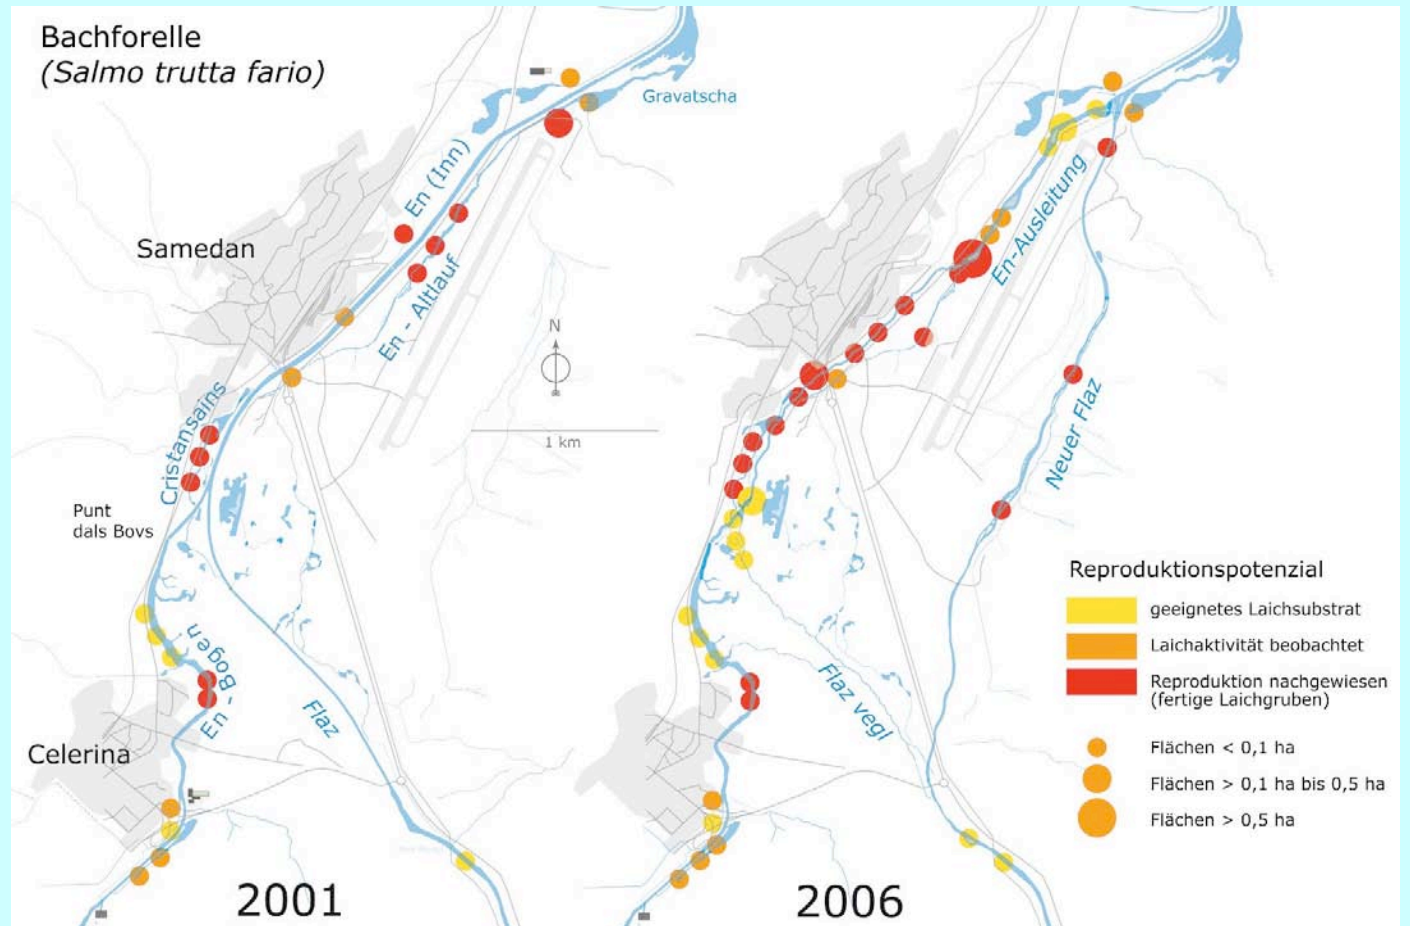 Bachforelle
(Salmo trutta fario)
Gravatscha
En (Inn)
Samedan
En - Altlauf
N
1 km
Cristansains
Punt
dals Bovs
En - Bogen
Flaz
Celerina
2001
En-Ausleitung
Neuer Flaz
Flaz vegl
2006
Reproduktionspotenzial
geeignetes Laichsubstrat
Laichaktivität beobachtet
Reproduktion nachgewiesen
(fertige Laichgruben)
Flächen < 0,1 ha
Flächen > 0,1 ha bis 0,5 ha
Flächen > 0,5 ha